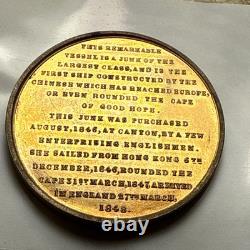 THIS REMARKABLE
VESSEL IS A JUNK OF THE
LARGEST CLASS, AND IS THE
FIRST SHIP CONSTRUCTED BY THE
CHINESE WHICH HAS REACHED EUROPE,
OR EVEN ROUNDED THE CAPE
OF GOOD HOPE.
THIS JUNK WAS PURCHASED
AUGUST, 1846, AT CANTON, BY A FEW
ENTERPRISING ENGLISHMEN.
SHE SAILED FROM HONG KONG 6TH
DECEMBER, 1846, ROUNDED THE
CAPE 31ST MARCH, 1847, ARRIVED
IN ENGLAND 27TH MARCH,
1848.
ebay.com